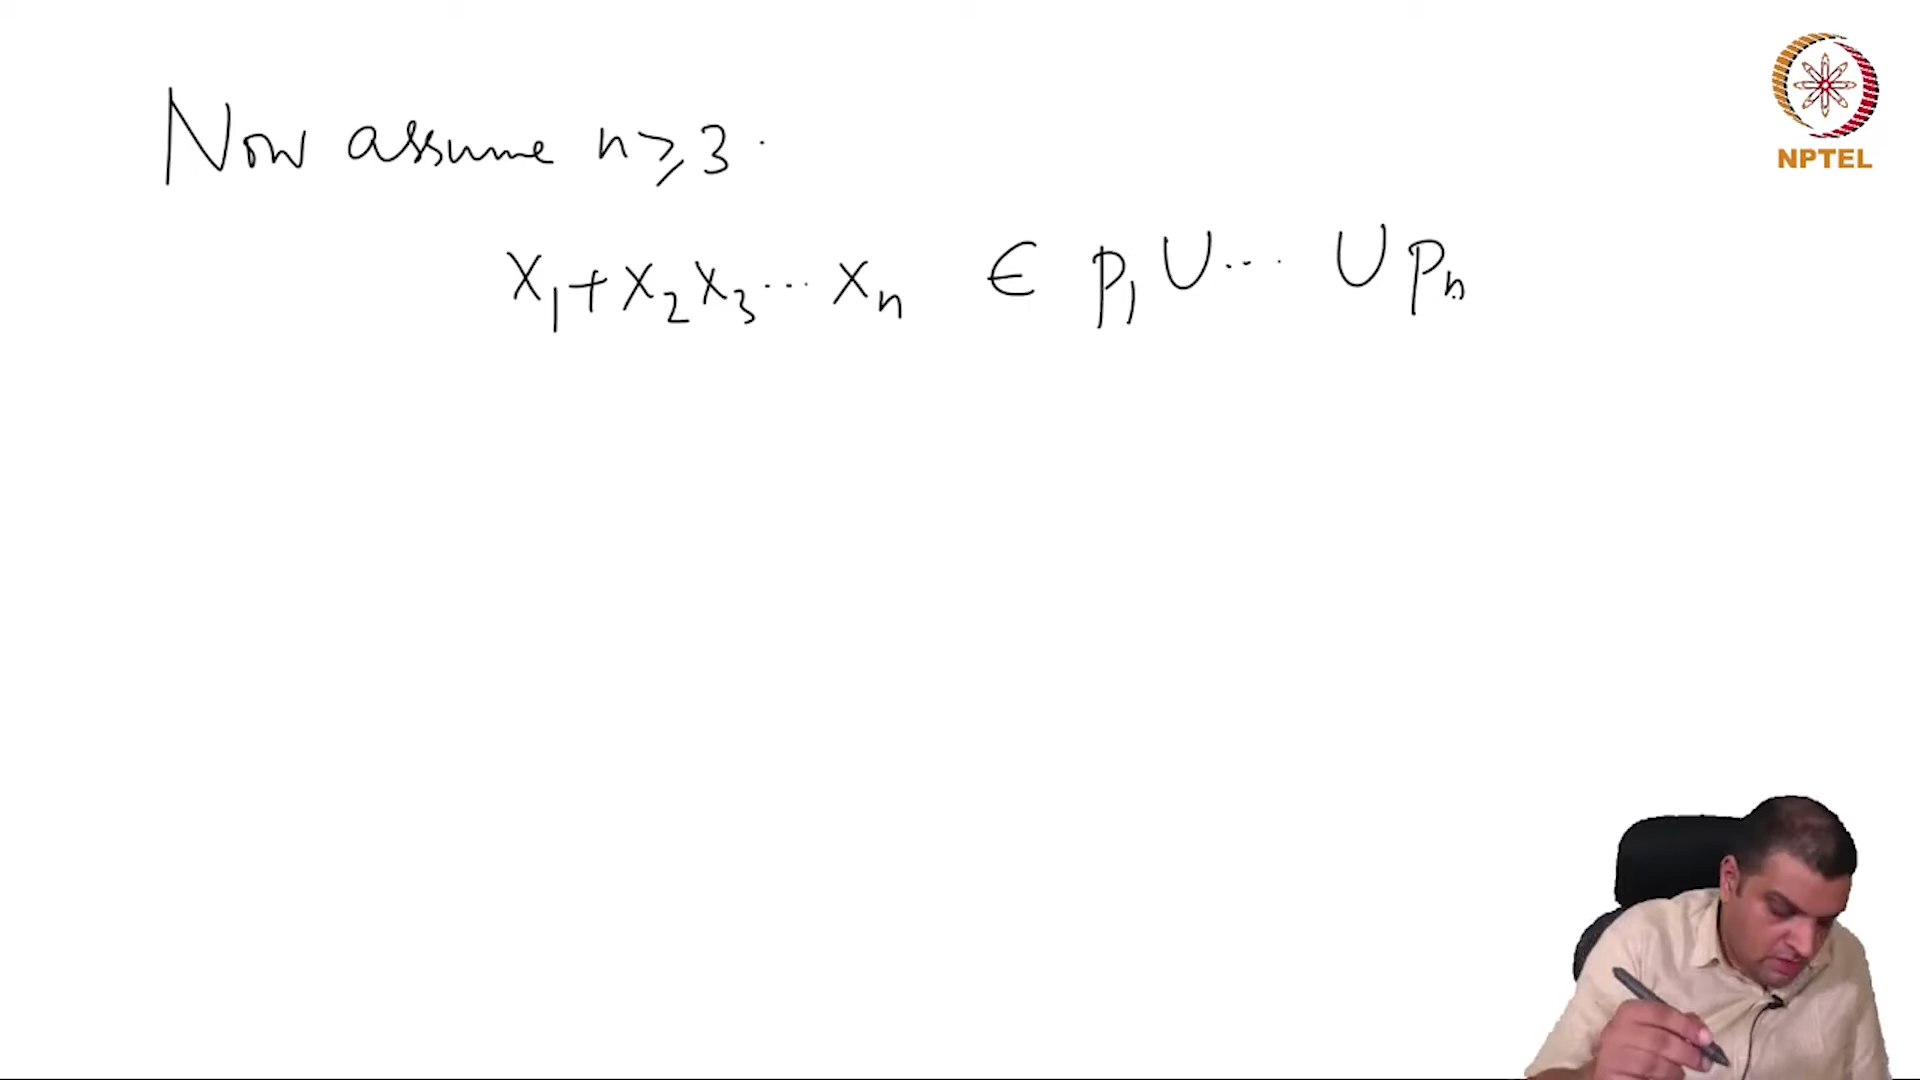 Now assume n ⩾ 3.
x₁+x₂x₃⋯xₙ ∈ p₁∪⋯∪pₙ
NPTEL